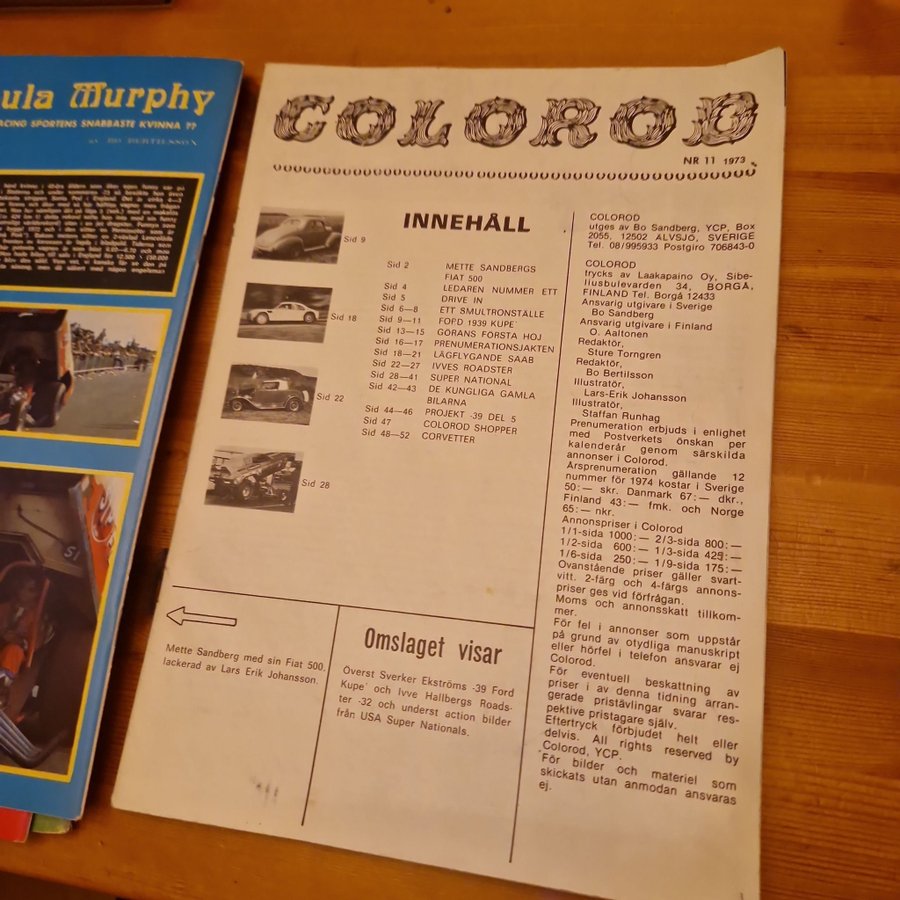 ula Murphy
ACING SPORTENS SNABBASTE KVINNA ??
AV BO BERTILSSON
COLOROD
NR 11 1973
INNEHÅLL
Sid 9
Sid 18
Sid 22
Sid 28
Sid 2 METTE SANDBERGS
FIAT 500
Sid 4 LEDAREN NUMMER ETT
Sid 5 DRIVE IN
Sid 6—8 ETT SMULTRONSTÄLLE
Sid 9—11 FORD 1939 KUPE'
Sid 13—15 GÖRANS FÖRSTA HOJ
Sid 16—17 PRENUMERATIONSJAKTEN
Sid 18—21 LÅGFLYGANDE SAAB
Sid 22—27 IVVES ROADSTER
Sid 28—41 SUPER NATIONAL
Sid 42—43 DE KUNGLIGA GAMLA
BILARNA
Sid 44—46 PROJEKT -39 DEL 5
Sid 47 COLOROD SHOPPER
Sid 48—52 CORVETTER
COLOROD
utges av Bo Sandberg, YCP, Box
2055, 12502 ÄLVSJÖ, SVERIGE
Tel. 08/995933 Postgiro 706843-0
COLOROD
trycks av Laakapaino Oy, Sibe-
liusbulevarden 34, BORGÅ,
FINLAND Tel. Borgå 12433
Ansvarig utgivare i Sverige
Bo Sandberg
Ansvarig utgivare i Finland
O. Aaltonen
Redaktör,
Sture Torngren
Redaktör,
Bo Bertilsson
Illustratör,
Lars-Erik Johansson
Illustratör,
Staffan Runhag
Prenumeration erbjuds i enlighet
med Postverkets önskan per
kalenderår genom särskilda
annonser i Colorod.
Årsprenumeration gällande 12
nummer för 1974 kostar i Sverige
50:— skr. Danmark 67:— dkr.,
Finland 43:— fmk. och Norge
65:— nkr.
Annonspriser i Colorod
1/1-sida 1000:— 2/3-sida 800:—
1/2-sida 600:— 1/3-sida 425:—
1/6-sida 250:— 1/9-sida 175:—
Ovanstående priser gäller svart-
vitt. 2-färg och 4-färgs annons-
priser ges vid förfrågan.
Moms och annonsskatt tillkom-
mer.
För fel i annonser som uppstår
på grund av otydliga manuskript
eller hörfel i telefon ansvarar ej
Colorod.
För eventuell beskattning av
priser i av denna tidning arran-
gerade pristävlingar svarar res-
pektive pristagare själv.
Eftertryck förbjudet helt eller
delvis. All rights reserved by
Colorod, YCP.
För bilder och materiel som
skickats utan anmodan ansvaras
ej.
Mette Sandberg med sin Fiat 500,
lackerad av Lars Erik Johansson.
Omslaget visar
Överst Sverker Ekströms -39 Ford
Kupe' och Ivve Hallbergs Roads-
ter -32 och underst action bilder
från USA Super Nationals.